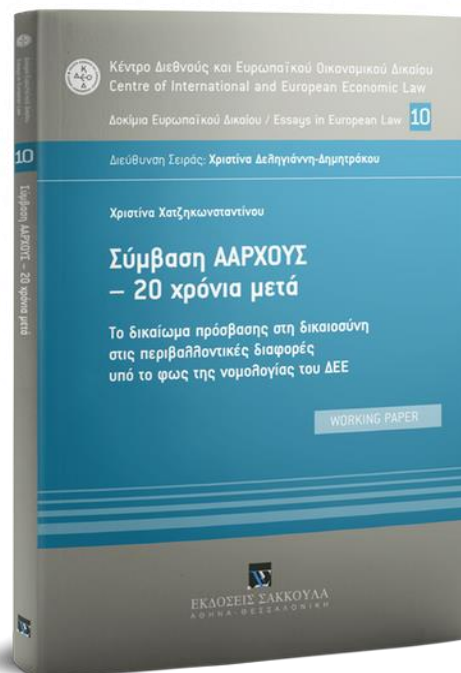 Κέντρο Διεθνούς και Ευρωπαϊκού Οικονομικού Δικαίου
Centre of International and European Economic Law
Δοκίμια Ευρωπαϊκού Δικαίου / Essays in European Law 10
Διεύθυνση Σειράς: Χριστίνα Δεληγιάννη-Δημητράκου
Χριστίνα Χατζηκωνσταντίνου
Σύμβαση ΑΑΡΧΟΥΣ
– 20 χρόνια μετά
Το δικαίωμα πρόσβασης στη δικαιοσύνη
στις περιβαλλοντικές διαφορές
υπό το φως της νομολογίας του ΔΕΕ
WORKING PAPER
ΕΚΔΟΣΕΙΣ ΣΑΚΚΟΥΛΑ
ΑΘΗΝΑ-ΘΕΣΣΑΛΟΝΙΚΗ
10
Σύμβαση ΑΑΡΧΟΥΣ – 20 χρόνια μετά